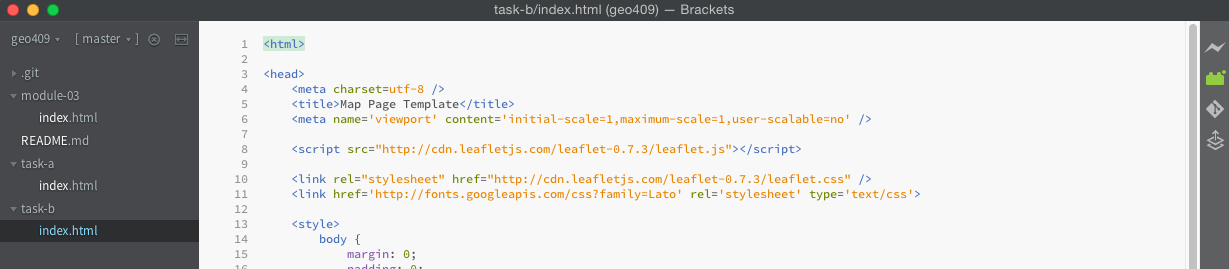 task-b/index.html (geo409) — Brackets
geo409 [ master ]
.git
module-03
index.html
README.md
task-a
index.html
task-b
index.html
1 <html>
2
3 <head>
4 <meta charset=utf-8 />
5 <title>Map Page Template</title>
6 <meta name='viewport' content='initial-scale=1,maximum-scale=1,user-scalable=no' />
7
8 <script src="http://cdn.leafletjs.com/leaflet-0.7.3/leaflet.js"></script>
9
10 <link rel="stylesheet" href="http://cdn.leafletjs.com/leaflet-0.7.3/leaflet.css" />
11 <link href='http://fonts.googleapis.com/css?family=Lato' rel='stylesheet' type='text/css'>
12
13 <style>
14 body {
15 margin: 0;
16 padding: 0;